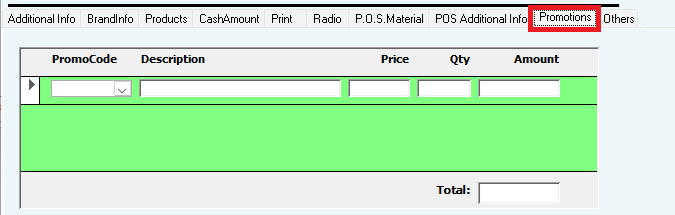 Additional Info BrandInfo Products CashAmount Print Radio P.O.S.Material POS Additional Info Promotions Others
PromoCode Description Price Qty Amount
Total: